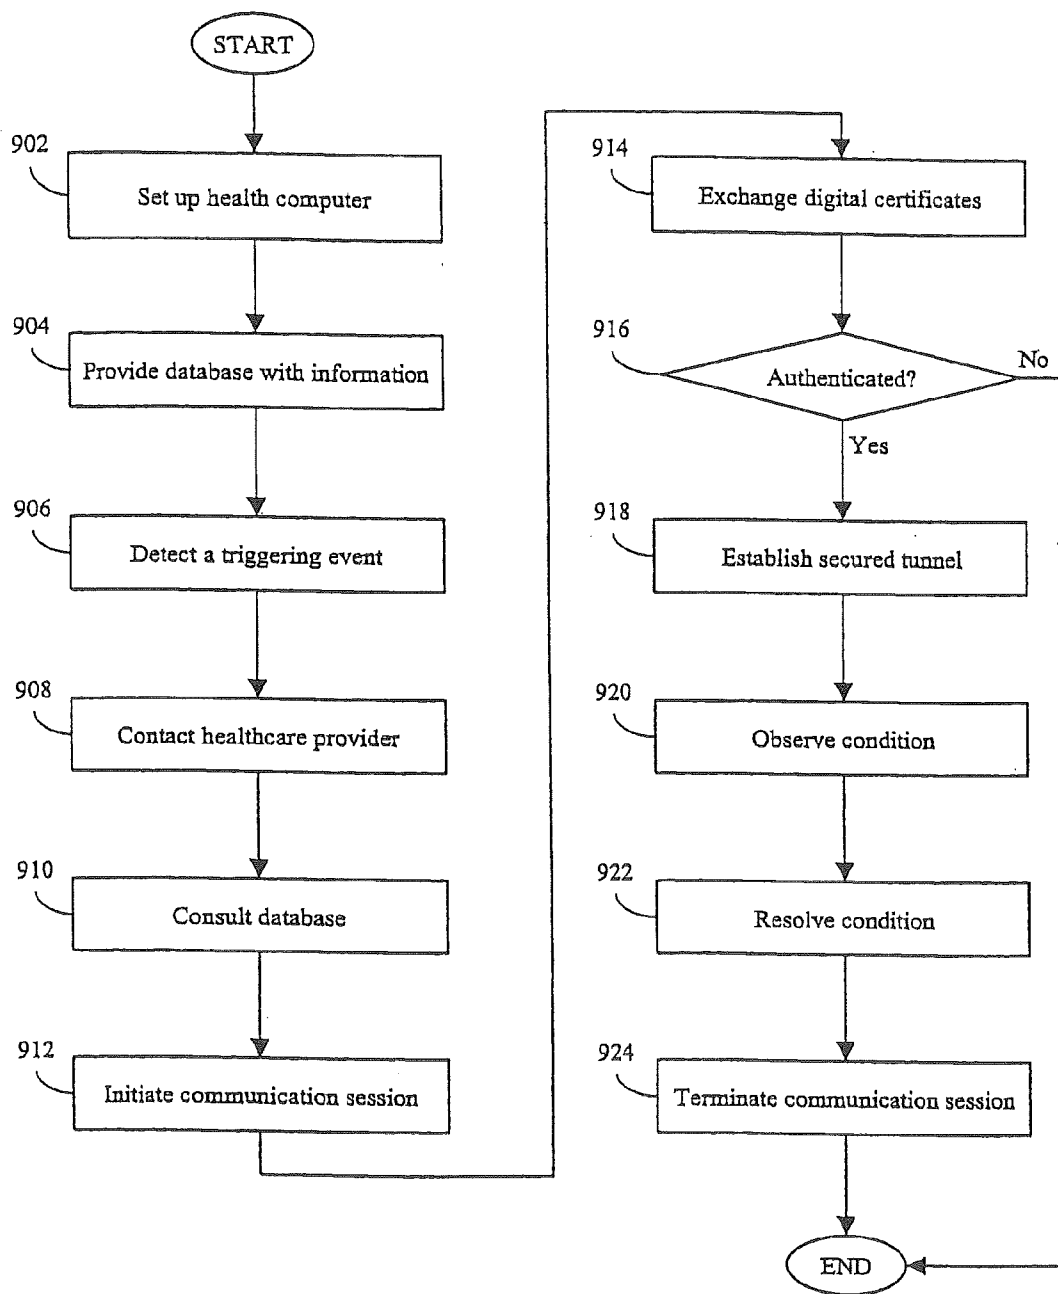 START
902
Set up health computer
904
Provide database with information
906
Detect a triggering event
908
Contact healthcare provider
910
Consult database
912
Initiate communication session
914
Exchange digital certificates
916
Authenticated?
No
Yes
918
Establish secured tunnel
920
Observe condition
922
Resolve condition
924
Terminate communication session
END